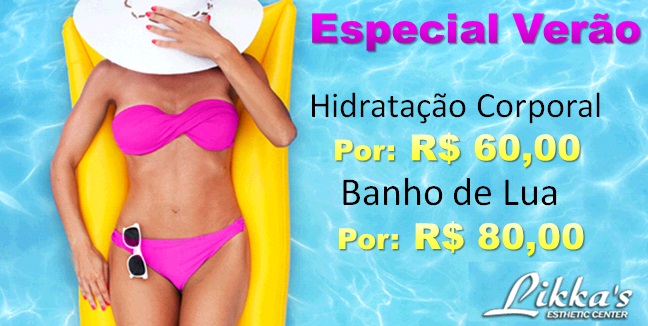 Especial Verão
Hidratação Corporal
Por: R$ 60,00
Banho de Lua
Por: R$ 80,00
Likka's
ESTHETIC CENTER